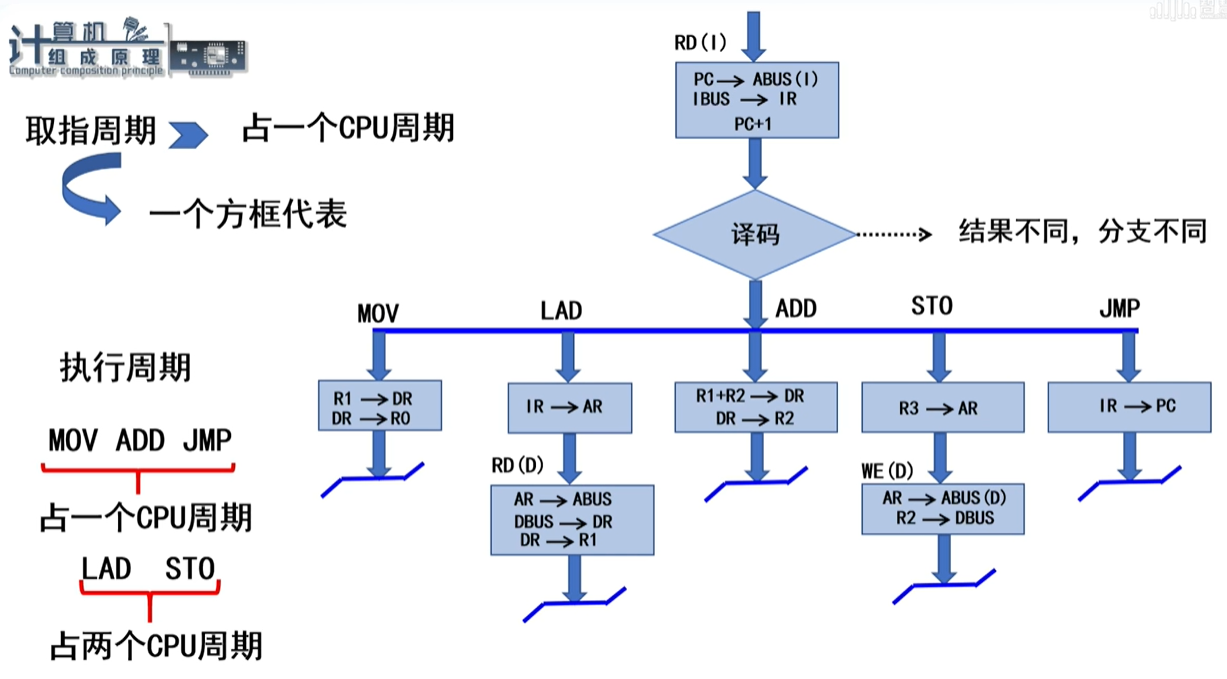 计算机
组成原理
Computer composition principle
取指周期
占一个CPU周期
一个方框代表
RD(I)
PC→ABUS(I)
IBUS → IR
PC+1
译码
结果不同，分支不同
MOV
LAD
ADD
STO
JMP
R1 →DR
DR →R0
IR→AR
RD(D)
AR →ABUS
DBUS→DR
DR→R1
R1+R2→DR
DR→R2
R3→AR
WE(D)
AR →ABUS(D)
R2→DBUS
IR→PC
执行周期
MOV ADD JMP
占一个CPU周期
LAD STO
占两个CPU周期